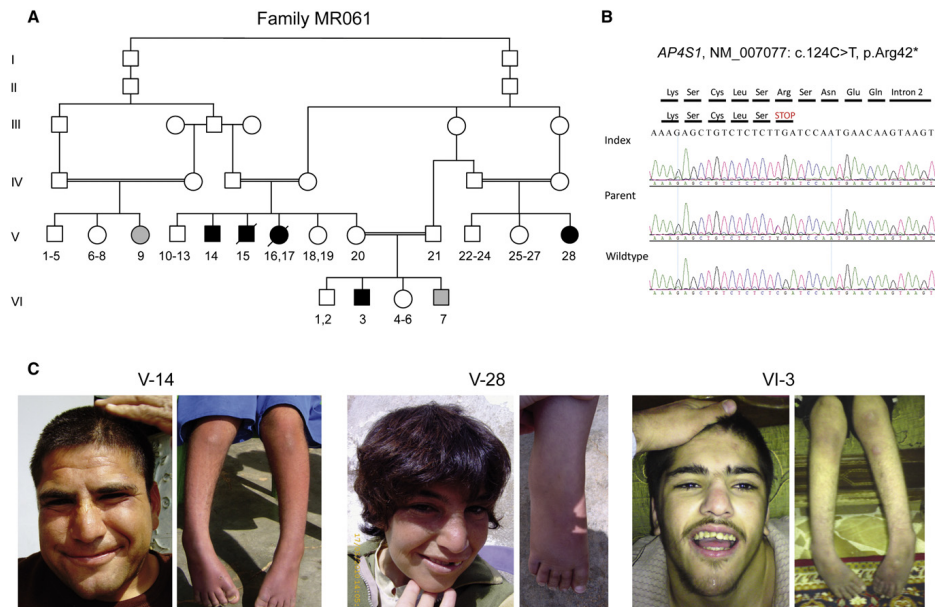 A
Family MR061
I
II
III
IV
V
VI
1-5
6-8
9
10-13
14
15
16,17
18,19
20
21
22-24
25-27
28
1,2
3
4-6
7
B
AP4S1, NM_007077: c.124C>T, p.Arg42*
Lys Ser Cys Leu Ser Arg Ser Asn Glu Gln Intron 2
Lys Ser Cys Leu Ser STOP
AAAGAGCTGTCTCTCTTGATCCAATGAACAAGTAAGT
Index
Parent
Wildtype
C
V-14
V-28
VI-3